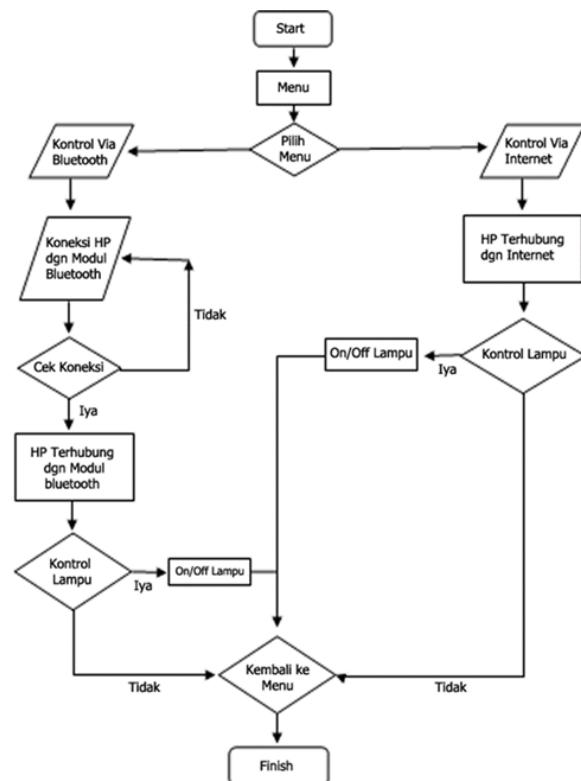 Start
Menu
Pilih
Menu
Kontrol Via
Bluetooth
Kontrol Via
Internet
Koneksi HP
dgn Modul
Bluetooth
HP Terhubung
dgn Internet
Tidak
Cek Koneksi
On/Off Lampu
Iya
Kontrol Lampu
Iya
HP Terhubung
dgn Modul
bluetooth
Kontrol
Lampu
Iya
On/Off Lampu
Kembali ke
Menu
Tidak
Tidak
Finish